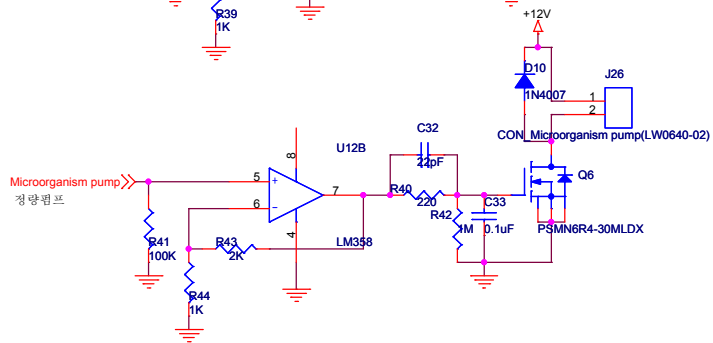 R39
1K
+12V
D10
1N4007
J26
1
2
CON_Microorganism pump(LW0640-02)
C32
22pF
U12B
8
Microorganism pump
정량펌프
5
+
6
−
7
4
LM358
R40
220
R42
1M
C33
0.1uF
Q6
PSMN6R4-30MLDX
R41
100K
R43
2K
R44
1K